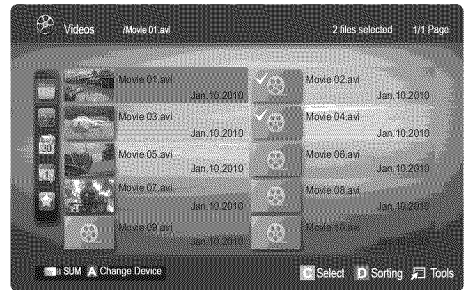 Videos /Movie 01.avi 2 files selected 1/1 Page
Movie 01.avi Movie 02.avi
Jan.10.2010 Jan.10.2010
Movie 03.avi Movie 04.avi
Jan.10.2010 Jan.10.2010
Movie 05.avi Movie 06.avi
Jan.10.2010 Jan.10.2010
Movie 07.avi Movie 08.avi
Jan.10.2010 Jan.10.2010
Movie 09.avi Movie 10.avi
Jan.10.2010 Jan.10.2010
SUM A Change Device C Select D Sorting Tools